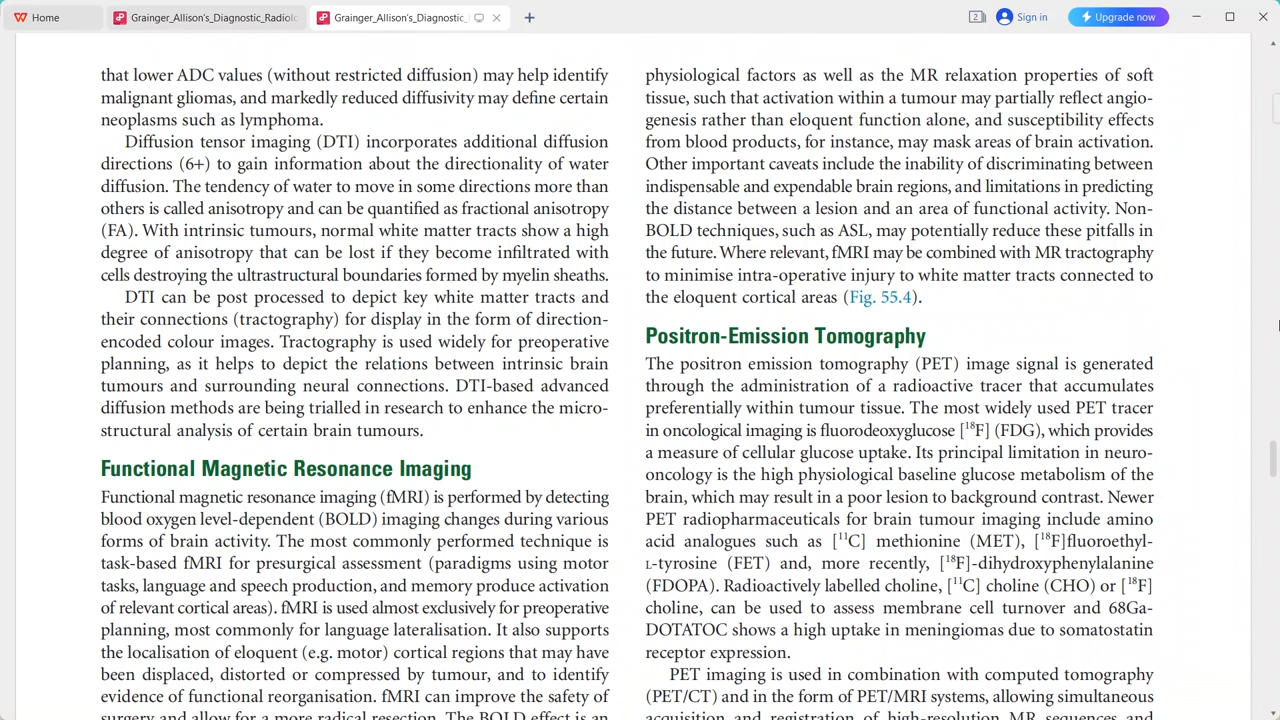 Home
Grainger_Allison's_Diagnostic_Radiolo
Grainger_Allison's_Diagnostic_
2
Sign in
Upgrade now
that lower ADC values (without restricted diffusion) may help identify
malignant gliomas, and markedly reduced diffusivity may define certain
neoplasms such as lymphoma.
Diffusion tensor imaging (DTI) incorporates additional diffusion
directions (6+) to gain information about the directionality of water
diffusion. The tendency of water to move in some directions more than
others is called anisotropy and can be quantified as fractional anisotropy
(FA). With intrinsic tumours, normal white matter tracts show a high
degree of anisotropy that can be lost if they become infiltrated with
cells destroying the ultrastructural boundaries formed by myelin sheaths.
DTI can be post processed to depict key white matter tracts and
their connections (tractography) for display in the form of direction-
encoded colour images. Tractography is used widely for preoperative
planning, as it helps to depict the relations between intrinsic brain
tumours and surrounding neural connections. DTI-based advanced
diffusion methods are being trialled in research to enhance the micro-
structural analysis of certain brain tumours.
Functional Magnetic Resonance Imaging
Functional magnetic resonance imaging (fMRI) is performed by detecting
blood oxygen level-dependent (BOLD) imaging changes during various
forms of brain activity. The most commonly performed technique is
task-based fMRI for presurgical assessment (paradigms using motor
tasks, language and speech production, and memory produce activation
of relevant cortical areas). fMRI is used almost exclusively for preoperative
planning, most commonly for language lateralisation. It also supports
the localisation of eloquent (e.g. motor) cortical regions that may have
been displaced, distorted or compressed by tumour, and to identify
evidence of functional reorganisation. fMRI can improve the safety of
surgery and allow for a more radical resection. The BOLD effect is an
physiological factors as well as the MR relaxation properties of soft
tissue, such that activation within a tumour may partially reflect angio-
genesis rather than eloquent function alone, and susceptibility effects
from blood products, for instance, may mask areas of brain activation.
Other important caveats include the inability of discriminating between
indispensable and expendable brain regions, and limitations in predicting
the distance between a lesion and an area of functional activity. Non-
BOLD techniques, such as ASL, may potentially reduce these pitfalls in
the future. Where relevant, fMRI may be combined with MR tractography
to minimise intra-operative injury to white matter tracts connected to
the eloquent cortical areas (Fig. 55.4).
Positron-Emission Tomography
The positron emission tomography (PET) image signal is generated
through the administration of a radioactive tracer that accumulates
preferentially within tumour tissue. The most widely used PET tracer
in oncological imaging is fluorodeoxyglucose [¹⁸F] (FDG), which provides
a measure of cellular glucose uptake. Its principal limitation in neuro-
oncology is the high physiological baseline glucose metabolism of the
brain, which may result in a poor lesion to background contrast. Newer
PET radiopharmaceuticals for brain tumour imaging include amino
acid analogues such as [¹¹C] methionine (MET), [¹⁸F]fluoroethyl-
L-tyrosine (FET) and, more recently, [¹⁸F]-dihydroxyphenylalanine
(FDOPA). Radioactively labelled choline, [¹¹C] choline (CHO) or [¹⁸F]
choline, can be used to assess membrane cell turnover and 68Ga-
DOTATOC shows a high uptake in meningiomas due to somatostatin
receptor expression.
PET imaging is used in combination with computed tomography
(PET/CT) and in the form of PET/MRI systems, allowing simultaneous
acquisition and registration of high-resolution MR sequences and